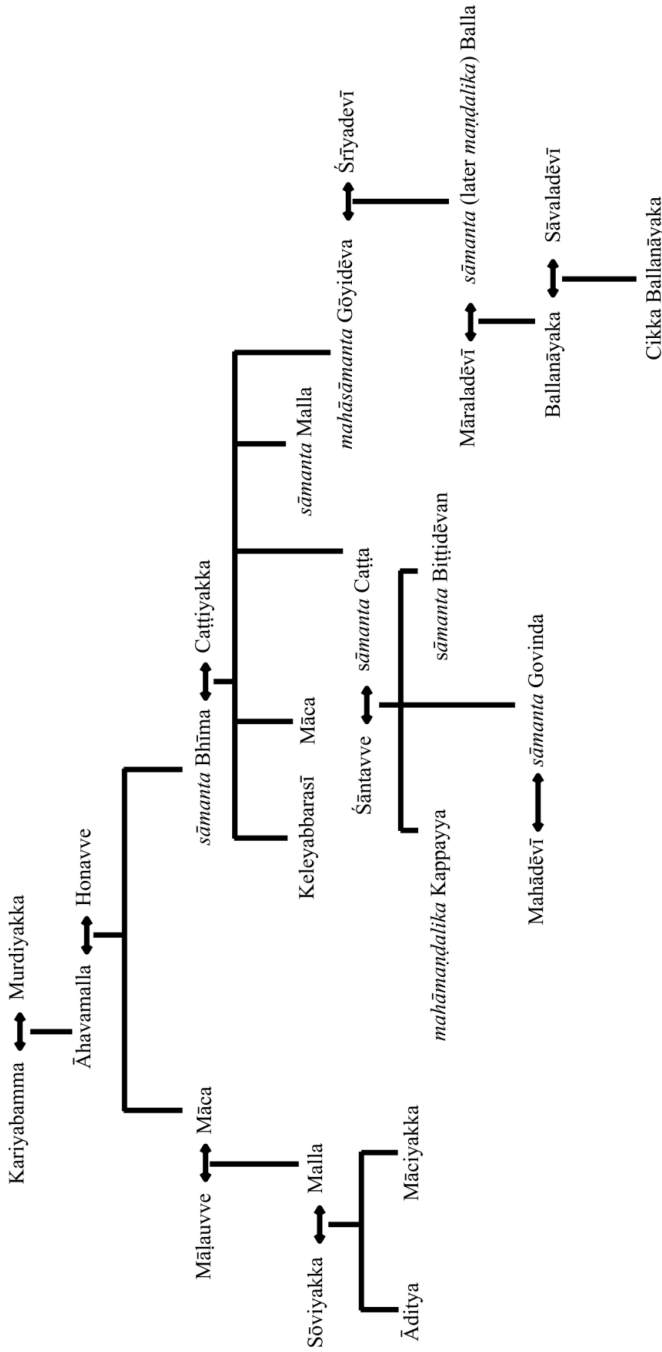 Kariyabamma Murdiyakka
Āhavamalla Honavve
Māḷauvve Māca sāmanta Bhīma Caṭṭiyakka
Sōviyakka Malla Keleyabbarasī Māca sāmanta Malla
Śāntavve sāmanta Caṭṭa mahāsāmanta Gōyidēva Śrīyadevī
Āditya Māciyakka mahāmaṇḍalika Kappayya sāmanta Biṭṭidēvan
Māraladēvī sāmanta (later maṇḍalika) Balla
Mahādēvī sāmanta Govinda Ballanāyaka Sāvaladēvī
Cikka Ballanāyaka